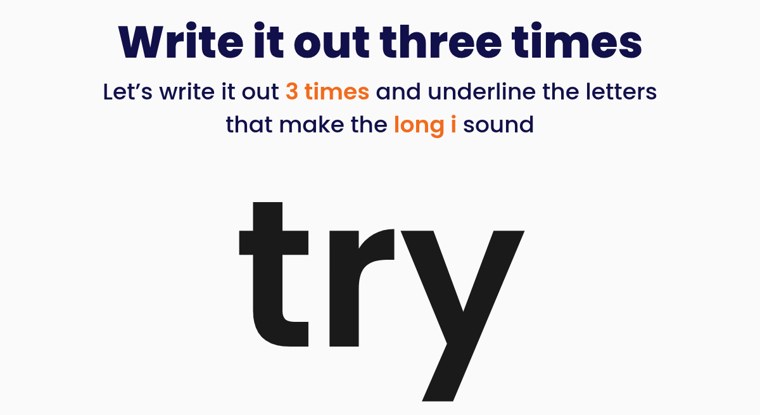 Write it out three times
Let’s write it out 3 times and underline the letters
that make the long i sound
try